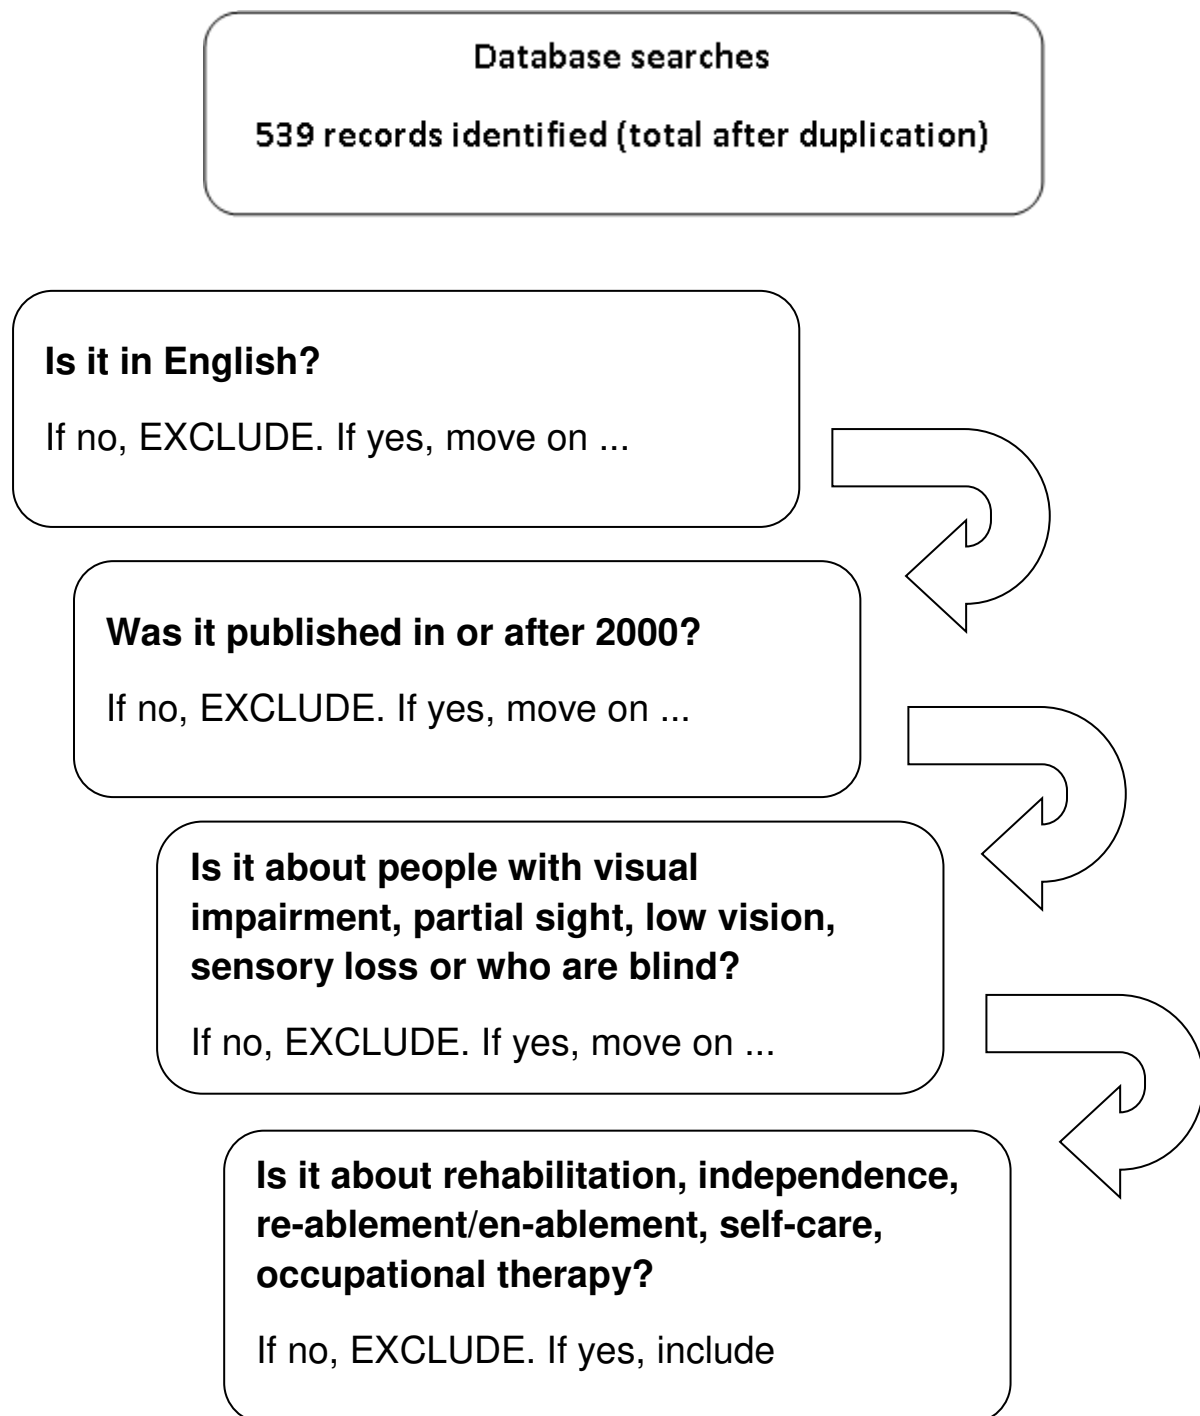 Database searches
539 records identified (total after duplication)
Is it in English?
If no, EXCLUDE. If yes, move on ...
Was it published in or after 2000?
If no, EXCLUDE. If yes, move on ...
Is it about people with visual
impairment, partial sight, low vision,
sensory loss or who are blind?
If no, EXCLUDE. If yes, move on ...
Is it about rehabilitation, independence,
re-ablement/en-ablement, self-care,
occupational therapy?
If no, EXCLUDE. If yes, include